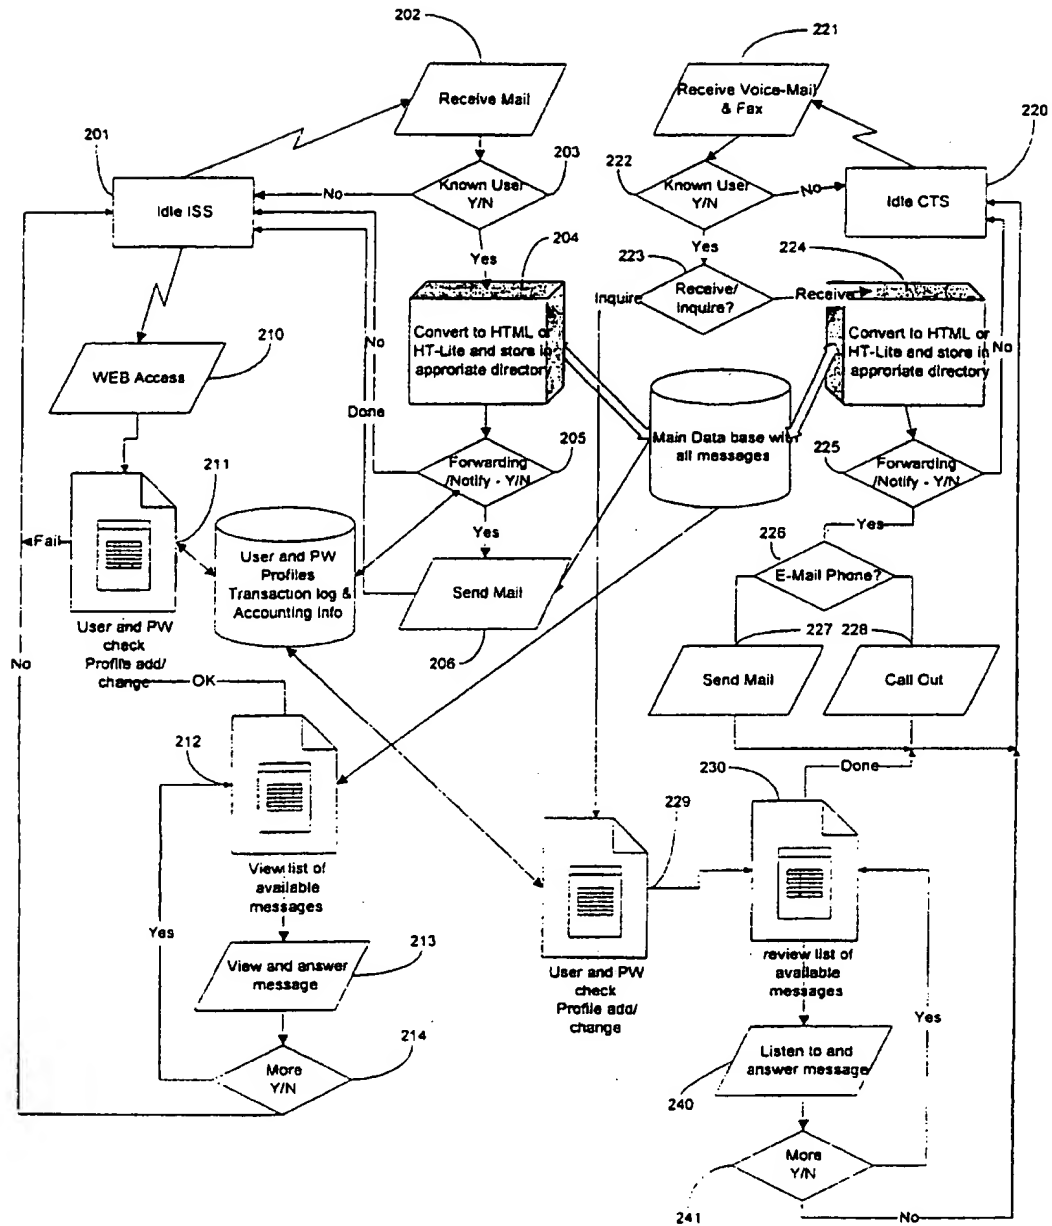 202
221
Receive Mail
Receive Voice-Mail
& Fax
220
201
203
222
Known User
Y/N
Known User
Y/N
No
No
Idle ISS
Idle CTS
Yes
204
Yes
223
224
Receive/
Inquire?
Inquire
Receive
210
No
Convert to HTML or
HT-Lite and store in
approriate directory
Convert to HTML or
HT-Lite and store in
approriate directory
No
WEB Access
Done
Main Data base with
all messages
211
Forwarding
/Notify - Y/N
205
225
Forwarding
/Notify - Y/N
Fail
Yes
Yes
226
User and PW
Profiles
Transaction log &
Accounting Info
Send Mail
E-Mail Phone?
User and PW
check
Profile add/
change
206
227
228
No
OK
Send Mail
Call Out
212
230
Done
229
View list of
available
messages
Yes
213
View and answer
message
User and PW
check
Profile add/
change
review list of
available
messages
Yes
214
More
Y/N
Listen to and
answer message
240
More
Y/N
241
No